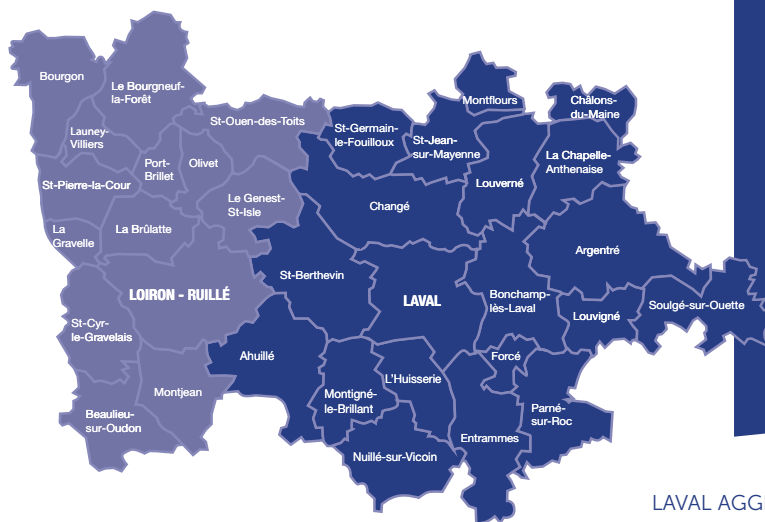 Bourgon
Le Bourgneuf-
la-Forêt
Launey-
Villiers
St-Ouen-des-Toits
Port-
Brillet
Olivet
St-Pierre-la-Cour
Le Genest-
St-Isle
La
Gravelle
La Brûlatte
LOIRON - RUILLÉ
St-Cyr-
le-Gravelais
Montjean
Beaulieu-
sur-Oudon
St-Germain-
le-Fouilloux
St-Jean-
sur-Mayenne
Montflours
Châlons-
du-Maine
La Chapelle-
Anthenaise
Louverné
Changé
Argentré
St-Berthevin
LAVAL
Bonchamp-
lès-Laval
Louvigné
Soulgé-sur-Ouette
Ahuillé
L'Huisserie
Forcé
Montigné-
le-Brillant
Parné-
sur-Roc
Entrammes
Nuillé-sur-Vicoin
LAVAL AGGL